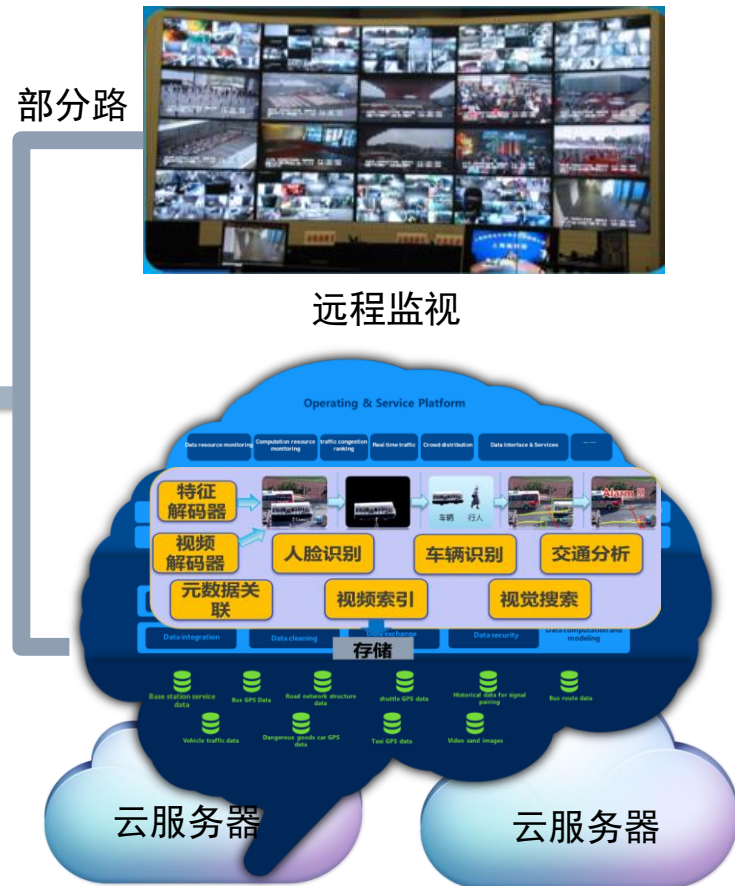 部分路
远程监视
Operating & Service Platform
Data resource monitoring
Computation resource
monitoring
traffic congestion
ranking
Real time traffic
Crowd distribution
Data Interface & Services
特征
解码器
车辆 行人
Alarm !!
视频
解码器
人脸识别
车辆识别
交通分析
元数据关
联
视频索引
视觉搜索
Data integration
Data cleaning
Data exchange
Data security
Data computation and
modeling
存储
Base station service
data
Bus GPS Data
Road network structure
data
shuttle GPS data
Historical data for signal
pairing
Bus route data
Vehicle traffic data
Dangerous goods car GPS
data
Taxi GPS data
Video sand images
云服务器
云服务器